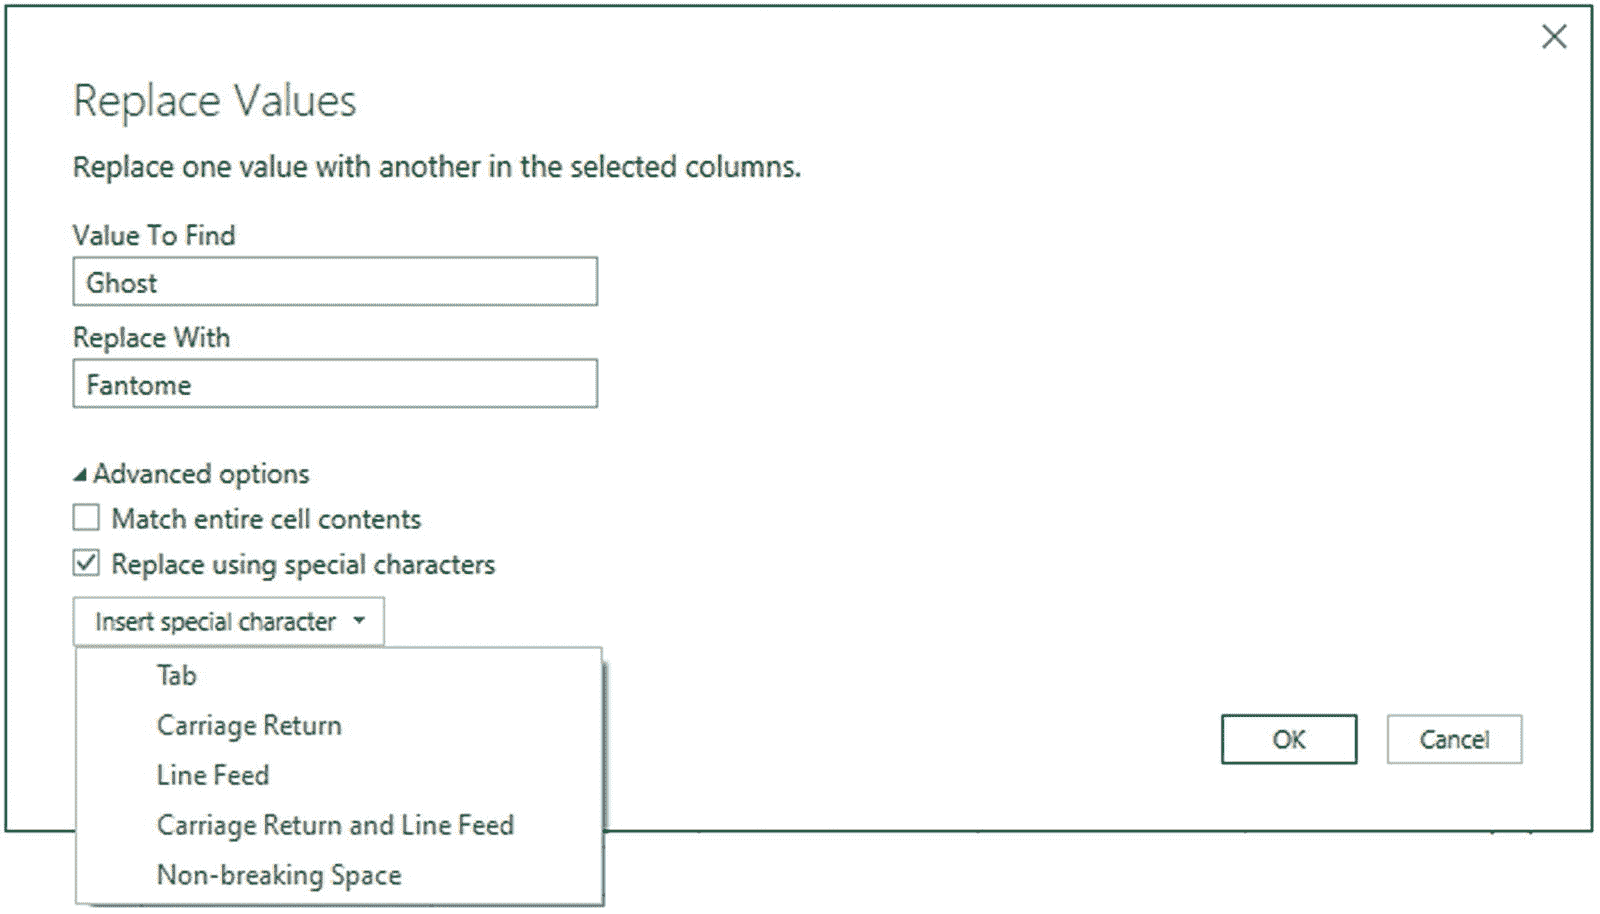 Replace Values
Replace one value with another in the selected columns.
Value To Find
Ghost
Replace With
Fantome
Advanced options
Match entire cell contents
Replace using special characters
Insert special character
Tab
Carriage Return
Line Feed
Carriage Return and Line Feed
Non-breaking Space
OK
Cancel